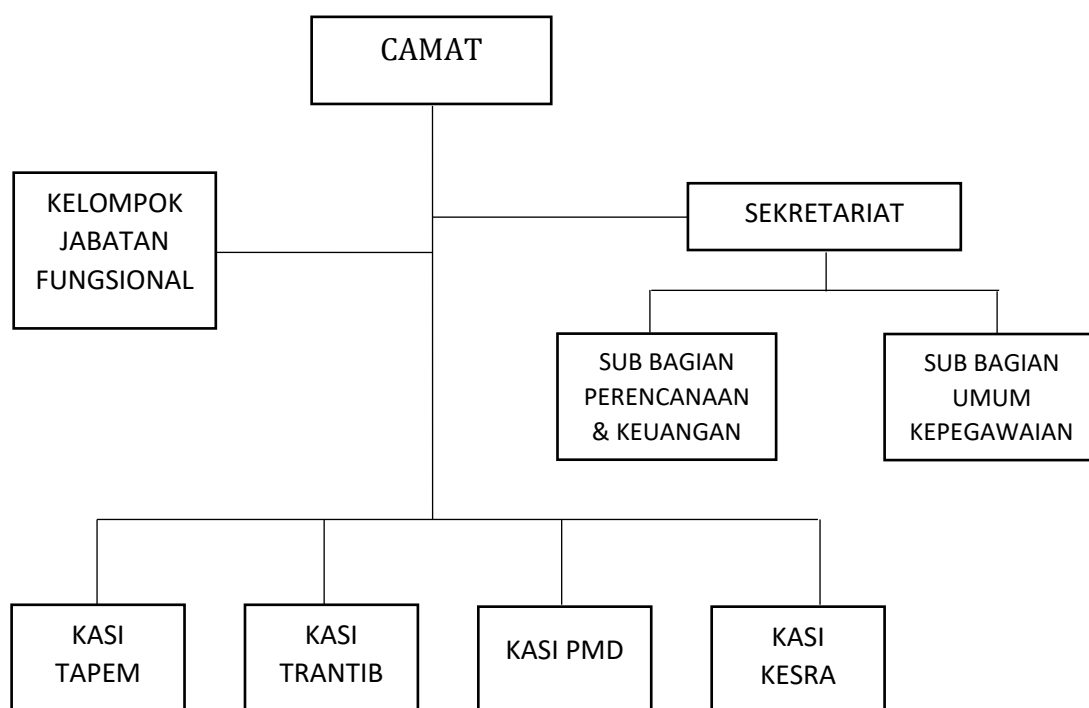 CAMAT
KELOMPOK
JABATAN
FUNGSIONAL
SEKRETARIAT
SUB BAGIAN
PERENCANAAN
& KEUANGAN
SUB BAGIAN
UMUM
KEPEGAWAIAN
KASI
TAPEM
KASI
TRANTIB
KASI PMD
KASI
KESRA